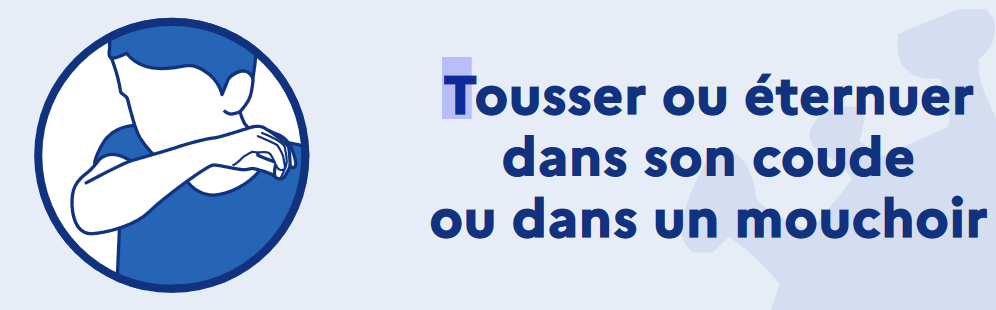 Tousser ou éternuer
dans son coude
ou dans un mouchoir